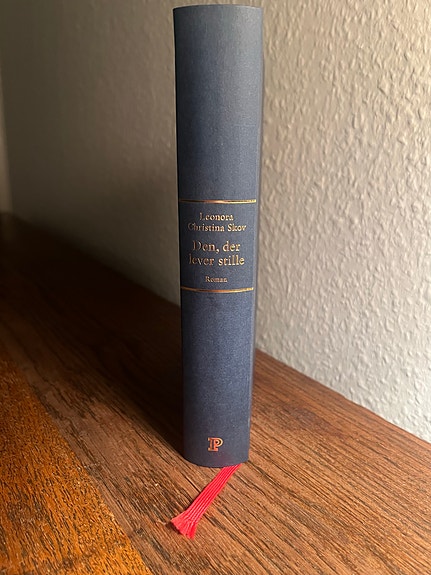 Leonora
Christina Skov
Den, der
lever stille
Roman
P